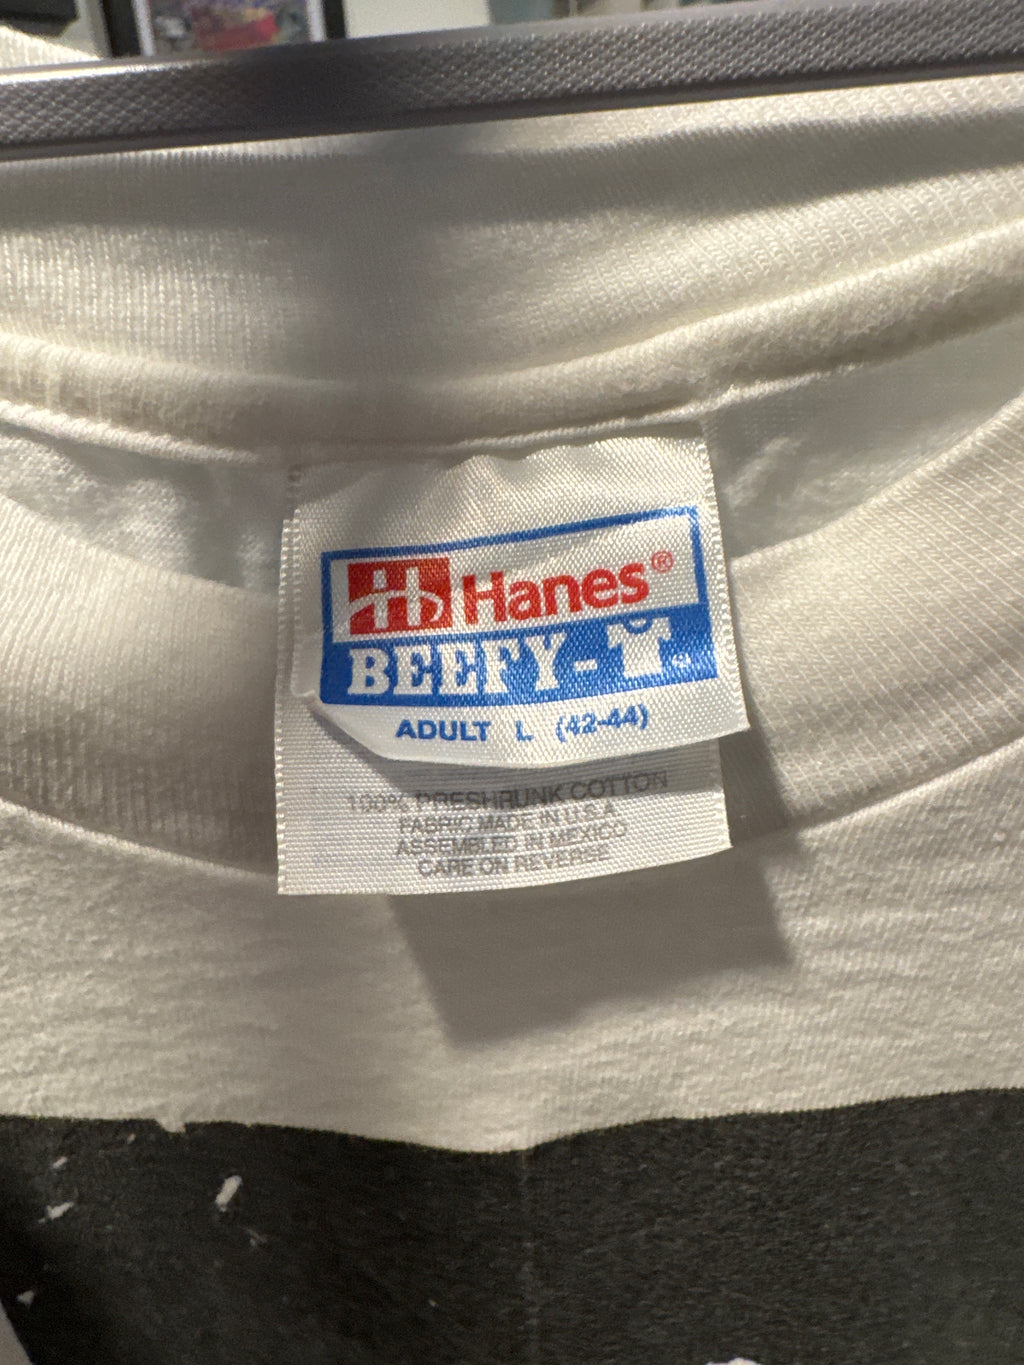 Hanes®
BEEFY-T
ADULT L (42-44)
100% PRESHRUNK COTTON
FABRIC MADE IN U.S.A.
ASSEMBLED IN MEXICO
CARE ON REVERSE